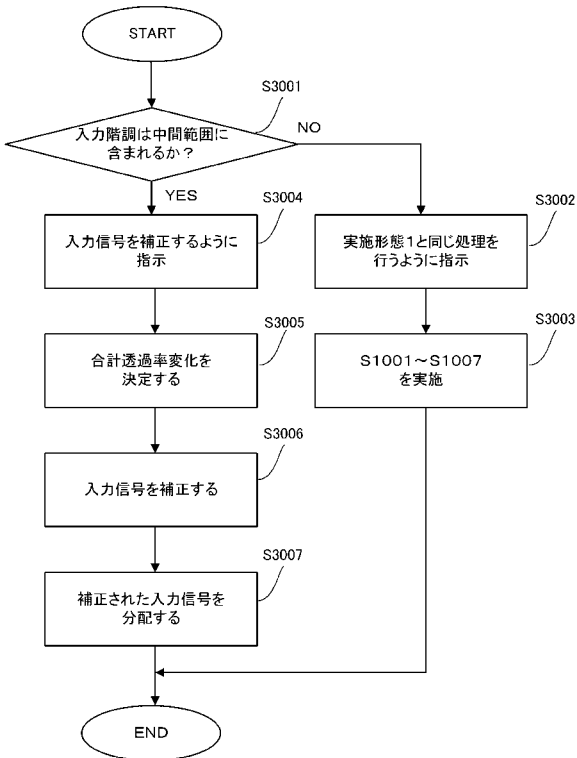 START
S3001
入力階調は中間範囲に
含まれるか?
NO
YES
S3004
入力信号を補正するように
指示
S3002
実施形態1と同じ処理を
行うように指示
S3005
合計透過率変化を
決定する
S3003
S1001~S1007
を実施
S3006
入力信号を補正する
S3007
補正された入力信号を
分配する
END